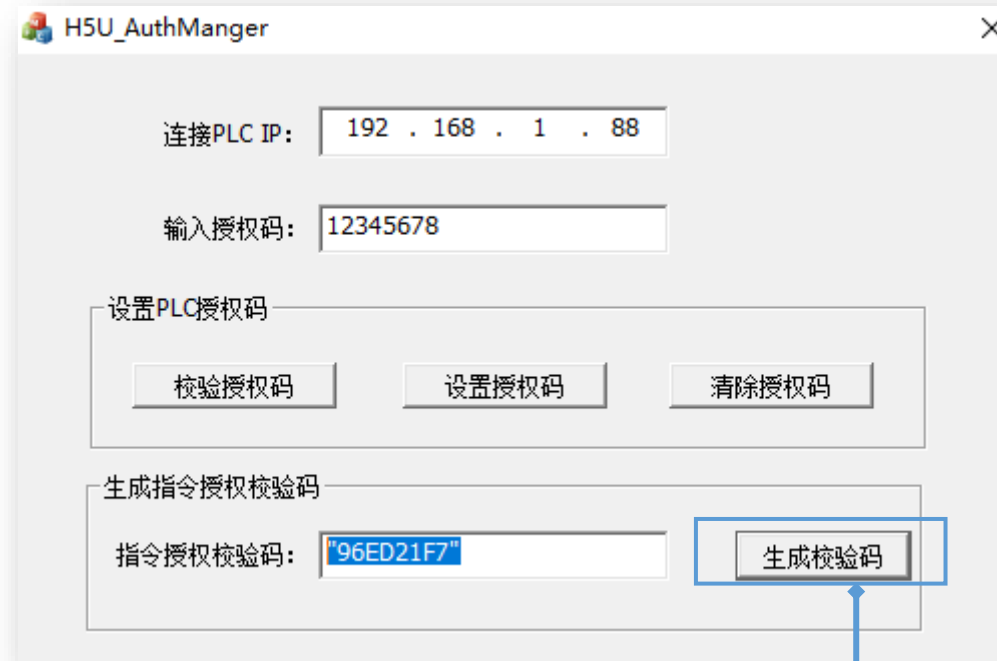 H5U_AuthManger
连接PLC IP： 192 . 168 . 1 . 88
输入授权码： 12345678
设置PLC授权码
校验授权码 设置授权码 清除授权码
生成指令授权校验码
指令授权校验码： "96ED21F7" 生成校验码